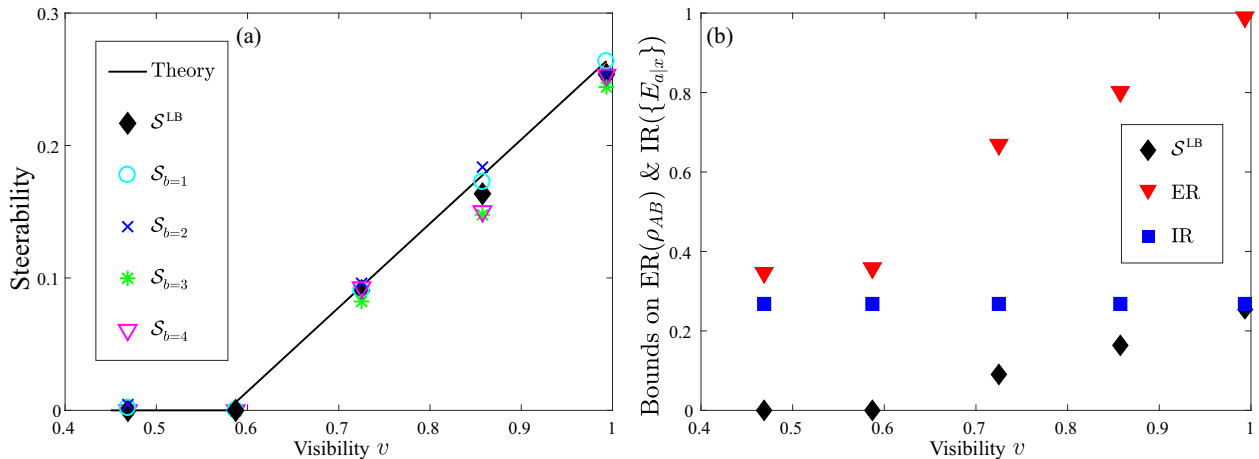 (a)
0.3
0.2
0.1
0
Steerability
Theory
𝒮ᴸᴮ
𝒮_{b=1}
𝒮_{b=2}
𝒮_{b=3}
𝒮_{b=4}
0.4 0.5 0.6 0.7 0.8 0.9 1
Visibility v
(b)
1
0.8
0.6
0.4
0.2
0
Bounds on ER(ρ_{AB}) & IR({E_{a|x}})
𝒮ᴸᴮ
ER
IR
0.4 0.5 0.6 0.7 0.8 0.9 1
Visibility v